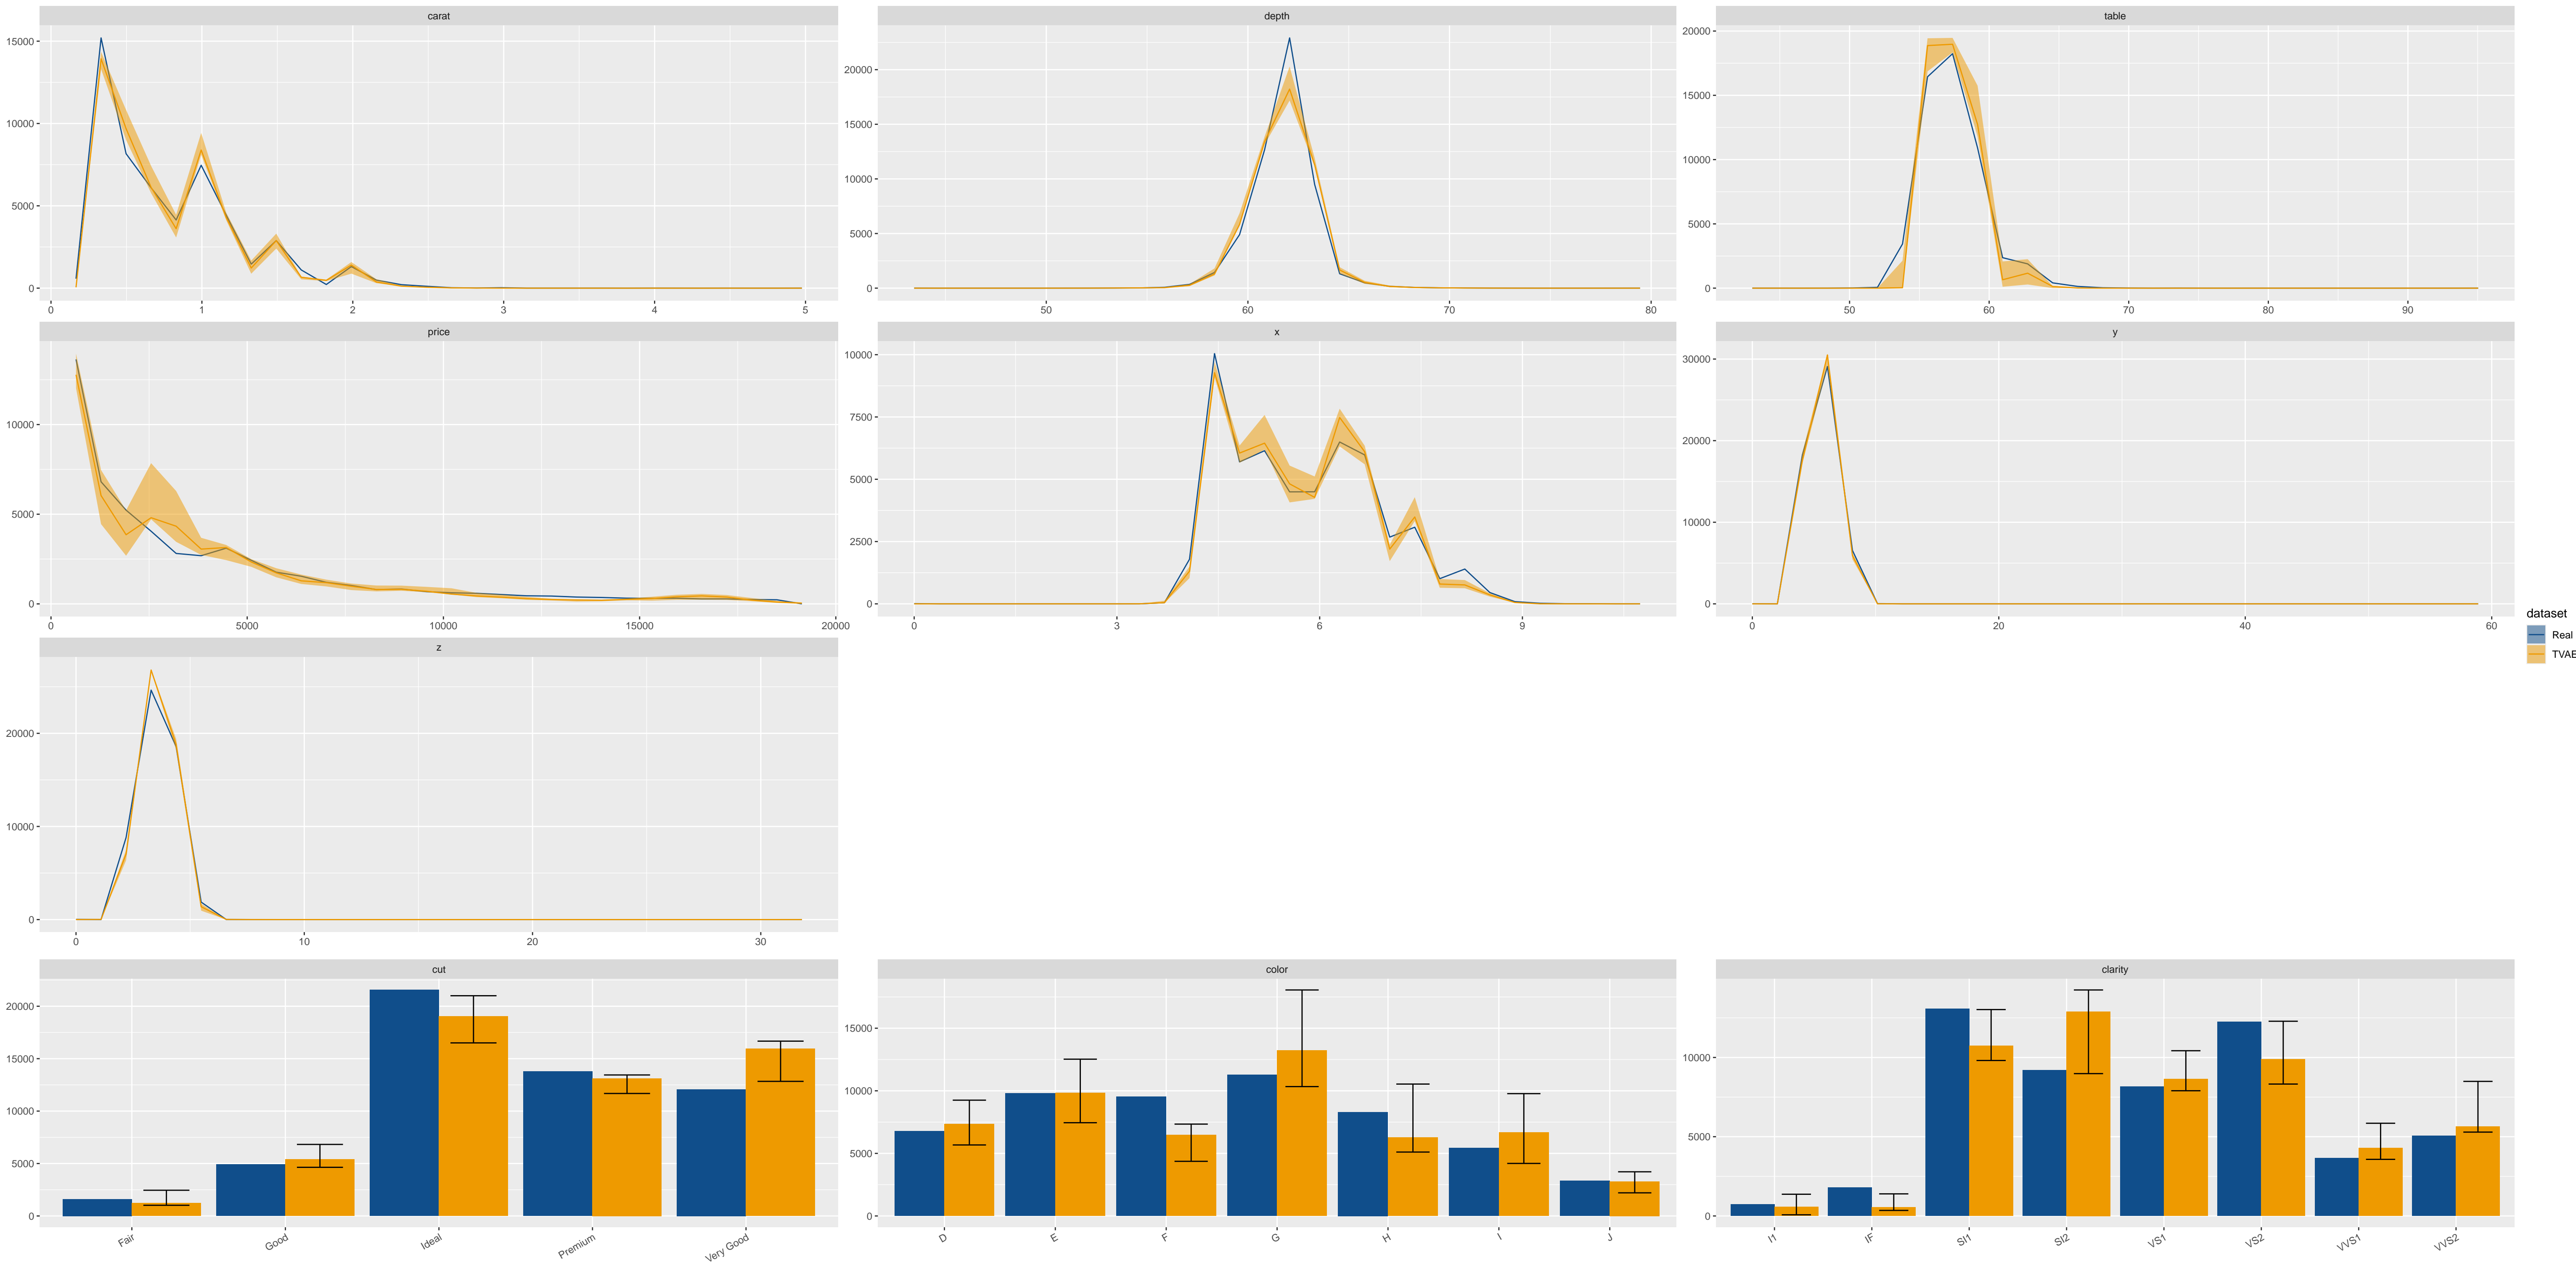 carat
depth
table
15000
10000
5000
0
0 1 2 3 4 5
20000
15000
10000
5000
0
50 60 70 80
20000
15000
10000
5000
0
50 60 70 80 90
price
x
y
10000
5000
0
0 5000 10000 15000 20000
10000
7500
5000
2500
0
0 3 6 9
30000
20000
10000
0
0 20 40 60
dataset
Real
TVAE
z
20000
10000
0
0 10 20 30
cut
color
clarity
20000
15000
10000
5000
0
Fair Good Ideal Premium Very Good
15000
10000
5000
0
D E F G H I J
10000
5000
0
I1 IF SI1 SI2 VS1 VS2 VVS1 VVS2